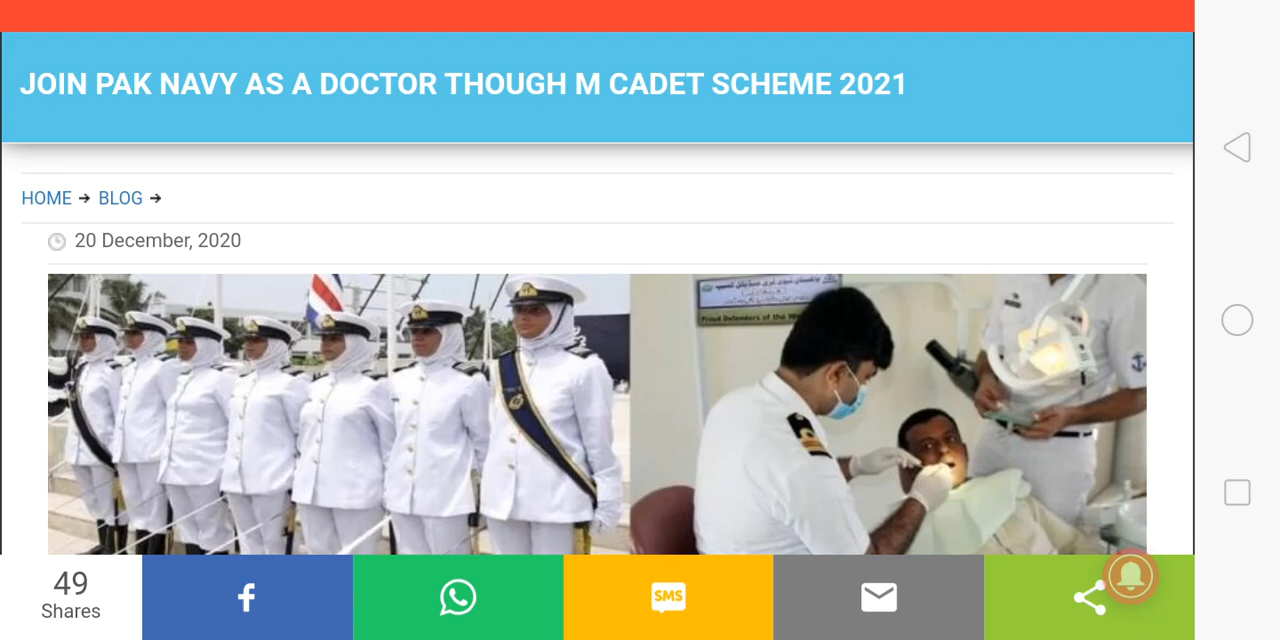 JOIN PAK NAVY AS A DOCTOR THOUGH M CADET SCHEME 2021
HOME → BLOG →
20 December, 2020
Proud Defenders of the
49
Shares
SMS